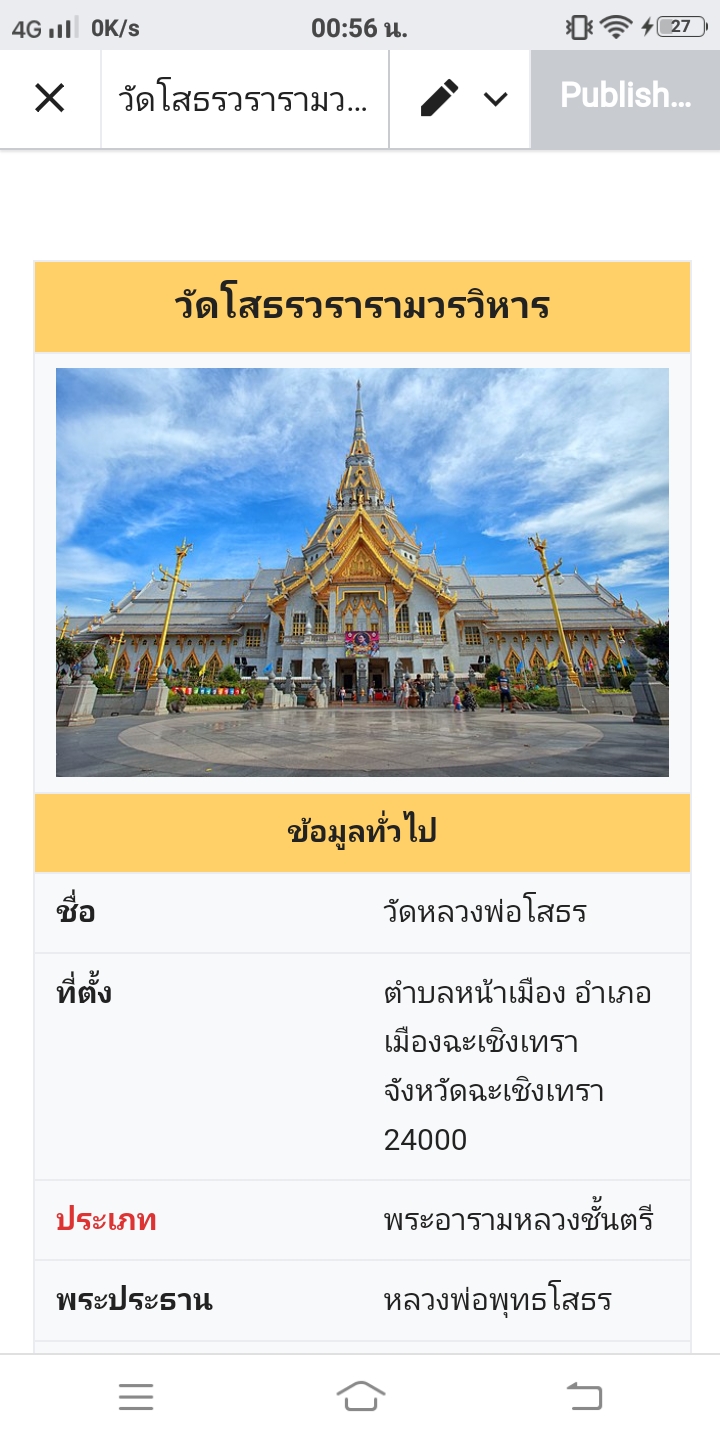 4G 0K/s 00:56 น. 27
วัดโสธรวรารามว... Publish...
วัดโสธรวรารามวรวิหาร
ข้อมูลทั่วไป
ชื่อ วัดหลวงพ่อโสธร
ที่ตั้ง ตำบลหน้าเมือง อำเภอ
เมืองฉะเชิงเทรา
จังหวัดฉะเชิงเทรา
24000
ประเภท พระอารามหลวงชั้นตรี
พระประธาน หลวงพ่อพุทธโสธร